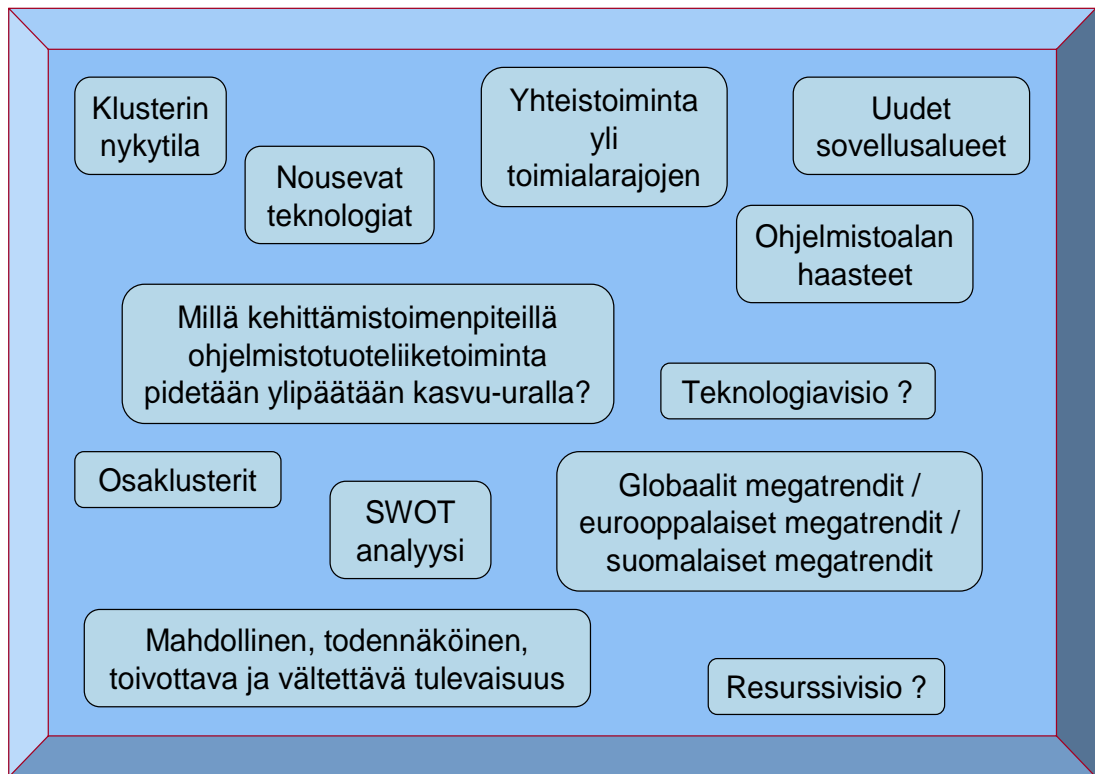 Klusterin
nykytila
Nousevat
teknologiat
Yhteistoiminta
yli
toimialarajojen
Uudet
sovellusalueet
Ohjelmistoalan
haasteet
Millä kehittämistoimenpiteillä
ohjelmistotuoteliiketoiminta
pidetään ylipäätään kasvu-uralla?
Teknologiavisio ?
Osaklusterit
SWOT
analyysi
Globaalit megatrendit /
eurooppalaiset megatrendit /
suomalaiset megatrendit
Mahdollinen, todennäköinen,
toivottava ja vältettävä tulevaisuus
Resurssivisio ?